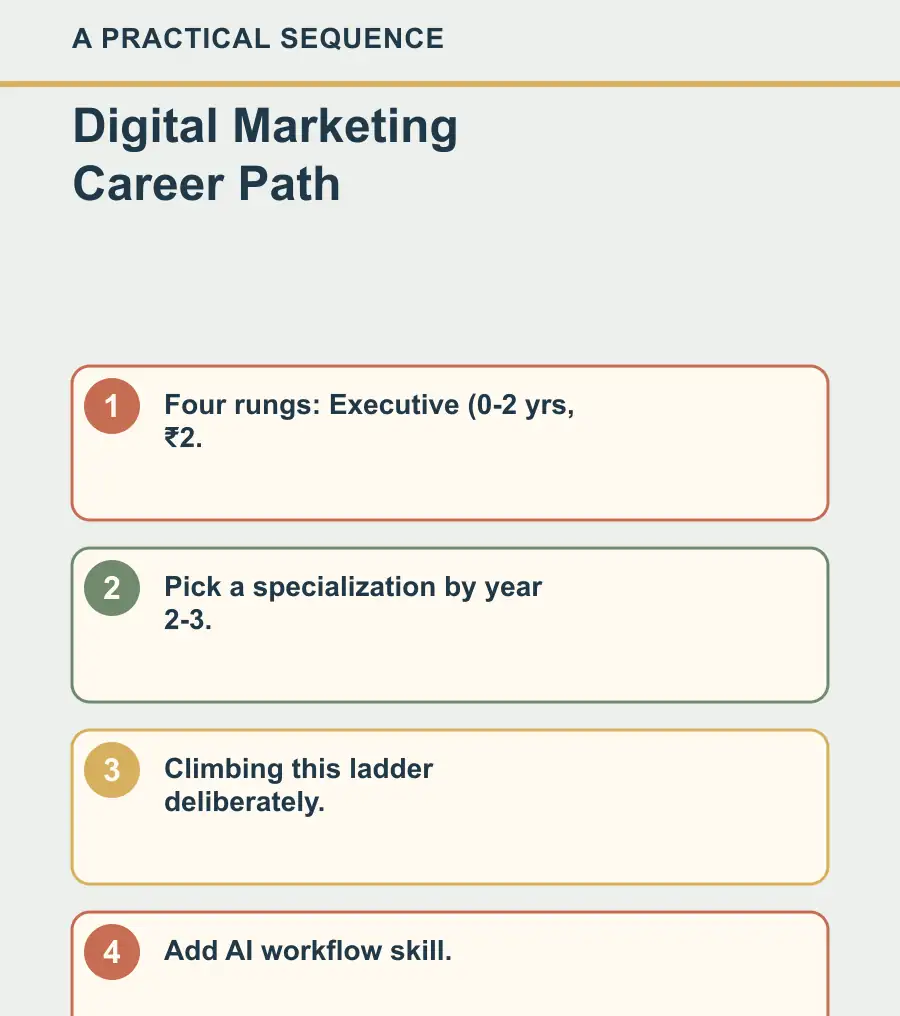 A PRACTICAL SEQUENCE
Digital Marketing
Career Path
1
Four rungs: Executive (0-2 yrs,
₹2.
2
Pick a specialization by year
2-3.
3
Climbing this ladder
deliberately.
4
Add AI workflow skill.